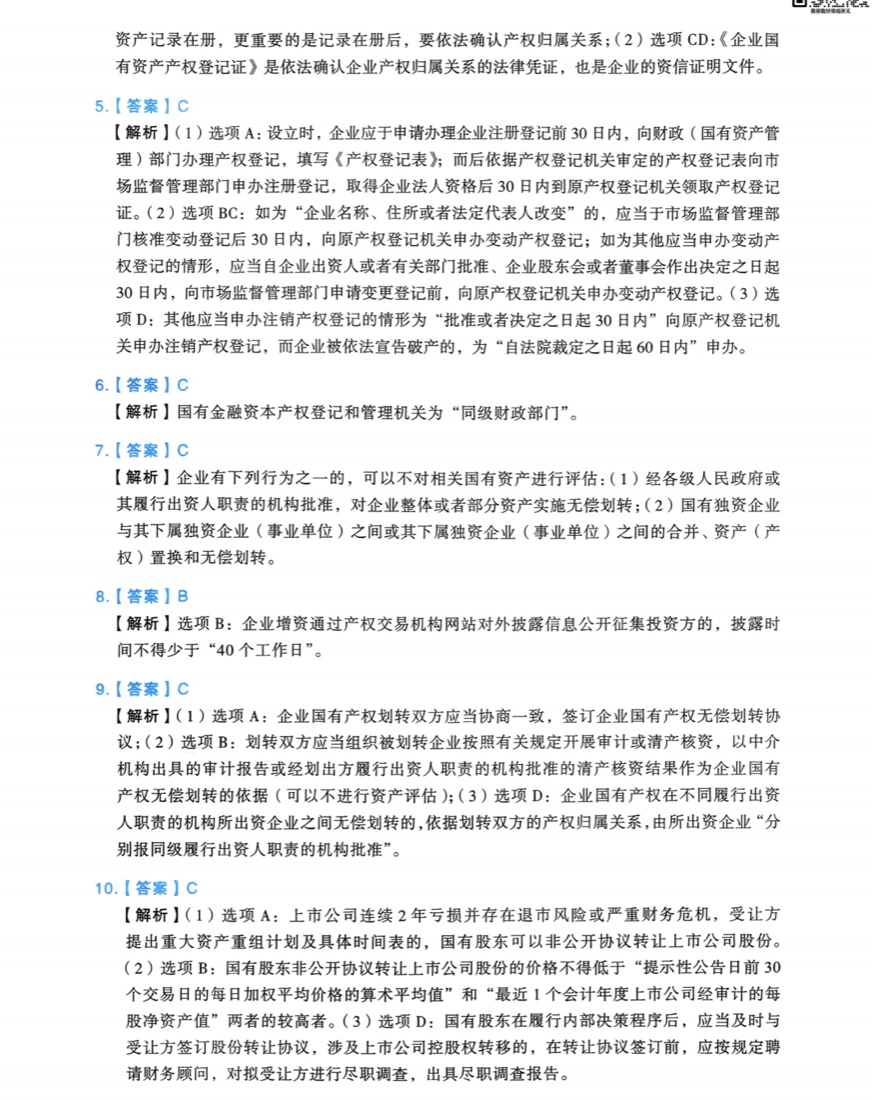 资产记录在册，更重要的是记录在册后，要依法确认产权归属关系；（2）选项 CD：《企业国
有资产产权登记证》是依法确认企业产权归属关系的法律凭证，也是企业的资信证明文件。
5.【答案】C
【解析】（1）选项 A：设立时，企业应于申请办理企业注册登记前 30 日内，向财政（国有资产管
理）部门办理产权登记，填写《产权登记表》；而后依据产权登记机关审定的产权登记表向市
场监督管理部门申办注册登记，取得企业法人资格后 30 日内到原产权登记机关领取产权登记
证。（2）选项 BC：如为“企业名称、住所或者法定代表人改变”的，应当于市场监督管理部
门核准变动登记后 30 日内，向原产权登记机关申办变动产权登记；如为其他应当申办变动产
权登记的情形，应当自企业出资人或者有关部门批准、企业股东会或者董事会作出决定之日起
30 日内，向市场监督管理部门申请变更登记前，向原产权登记机关申办变动产权登记。（3）选
项 D：其他应当申办注销产权登记的情形为“批准或者决定之日起 30 日内”向原产权登记机
关申办注销产权登记，而企业被依法宣告破产的，为“自法院裁定之日起 60 日内”申办。
6.【答案】C
【解析】国有金融资本产权登记和管理机关为“同级财政部门”。
7.【答案】C
【解析】企业有下列行为之一的，可以不对相关国有资产进行评估：（1）经各级人民政府或
其履行出资人职责的机构批准，对企业整体或者部分资产实施无偿划转；（2）国有独资企业
与其下属独资企业（事业单位）之间或其下属独资企业（事业单位）之间的合并、资产（产
权）置换和无偿划转。
8.【答案】B
【解析】选项 B：企业增资通过产权交易机构网站对外披露信息公开征集投资方的，披露时
间不得少于“40 个工作日”。
9.【答案】C
【解析】（1）选项 A：企业国有产权划转双方应当协商一致，签订企业国有产权无偿划转协
议；（2）选项 B：划转双方应当组织被划转企业按照有关规定开展审计或清产核资，以中介
机构出具的审计报告或经划出方履行出资人职责的机构批准的清产核资结果作为企业国有
产权无偿划转的依据（可以不进行资产评估）；（3）选项 D：企业国有产权在不同履行出资
人职责的机构所出资企业之间无偿划转的，依据划转双方的产权归属关系，由所出资企业“分
别报同级履行出资人职责的机构批准”。
10.【答案】C
【解析】（1）选项 A：上市公司连续 2 年亏损并存在退市风险或严重财务危机，受让方
提出重大资产重组计划及具体时间表的，国有股东可以非公开协议转让上市公司股份。
（2）选项 B：国有股东非公开协议转让上市公司股份的价格不得低于“提示性公告日前 30
个交易日的每日加权平均价格的算术平均值”和“最近 1 个会计年度上市公司经审计的每
股净资产值”两者的较高者。（3）选项 D：国有股东在履行内部决策程序后，应当及时与
受让方签订股份转让协议，涉及上市公司控股权转移的，在转让协议签订前，应按规定聘
请财务顾问，对拟受让方进行尽职调查，出具尽职调查报告。